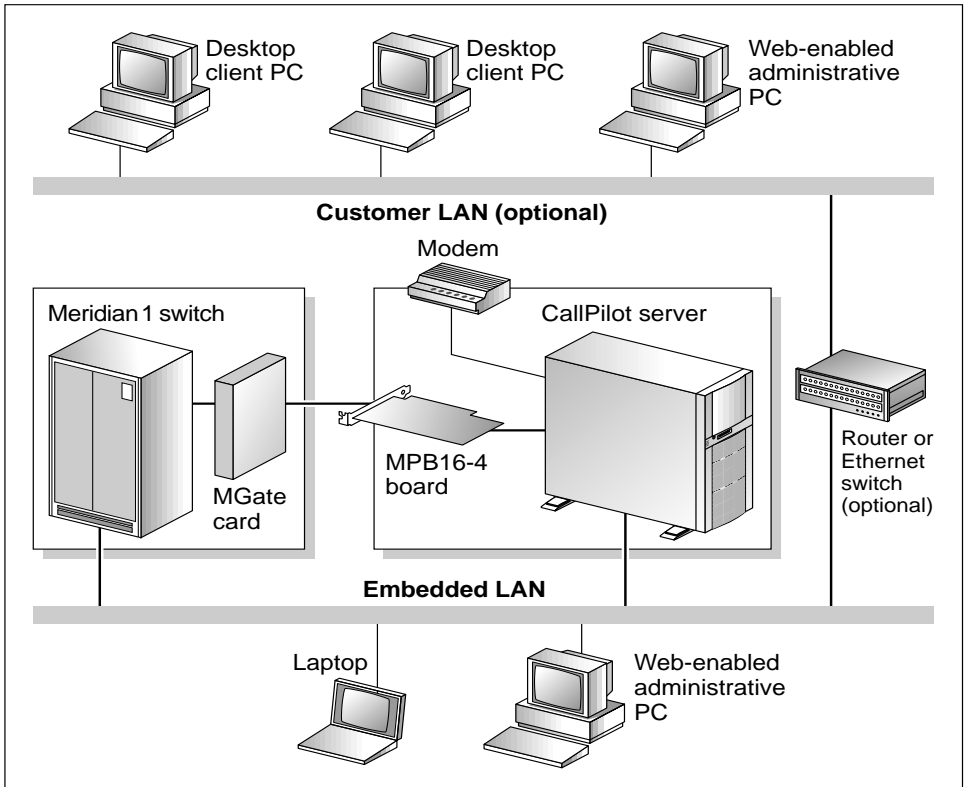 Desktop
client PC
Desktop
client PC
Web-enabled
administrative
PC
Customer LAN (optional)
Modem
Meridian 1 switch
CallPilot server
MGate
card
MPB16-4
board
Router or
Ethernet
switch
(optional)
Embedded LAN
Laptop
Web-enabled
administrative
PC